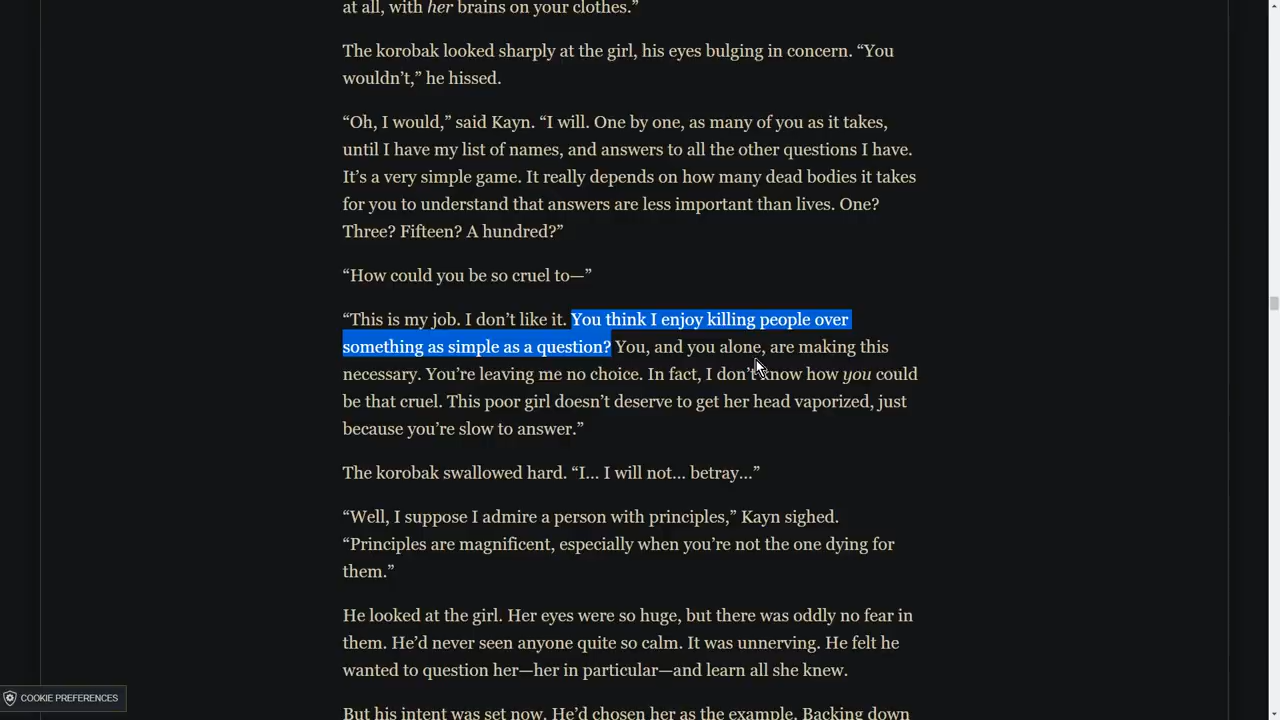 at all, with her brains on your clothes.”
The korobak looked sharply at the girl, his eyes bulging in concern. “You
wouldn’t,” he hissed.
“Oh, I would,” said Kayn. “I will. One by one, as many of you as it takes,
until I have my list of names, and answers to all the other questions I have.
It’s a very simple game. It really depends on how many dead bodies it takes
for you to understand that answers are less important than lives. One?
Three? Fifteen? A hundred?”
“How could you be so cruel to—”
“This is my job. I don’t like it. You think I enjoy killing people over
something as simple as a question? You, and you alone, are making this
necessary. You’re leaving me no choice. In fact, I don’t know how you could
be that cruel. This poor girl doesn’t deserve to get her head vaporized, just
because you’re slow to answer.”
The korobak swallowed hard. “I... I will not... betray...”
“Well, I suppose I admire a person with principles,” Kayn sighed.
“Principles are magnificent, especially when you’re not the one dying for
them.”
He looked at the girl. Her eyes were so huge, but there was oddly no fear in
them. He’d never seen anyone quite so calm. It was unnerving. He felt he
wanted to question her—her in particular—and learn all she knew.
COOKIE PREFERENCES
But his intent was set now. He’d chosen her as the example. Backing down